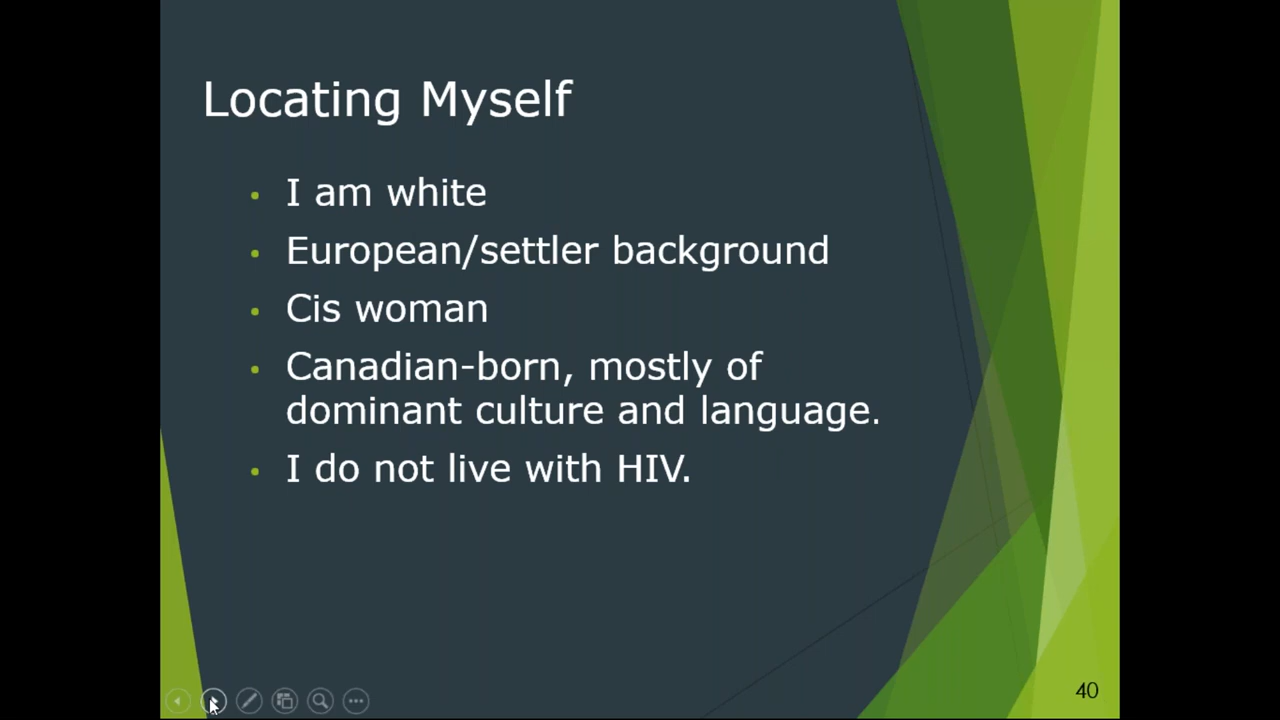 Locating Myself
• I am white
• European/settler background
• Cis woman
• Canadian-born, mostly of
dominant culture and language.
• I do not live with HIV.
40